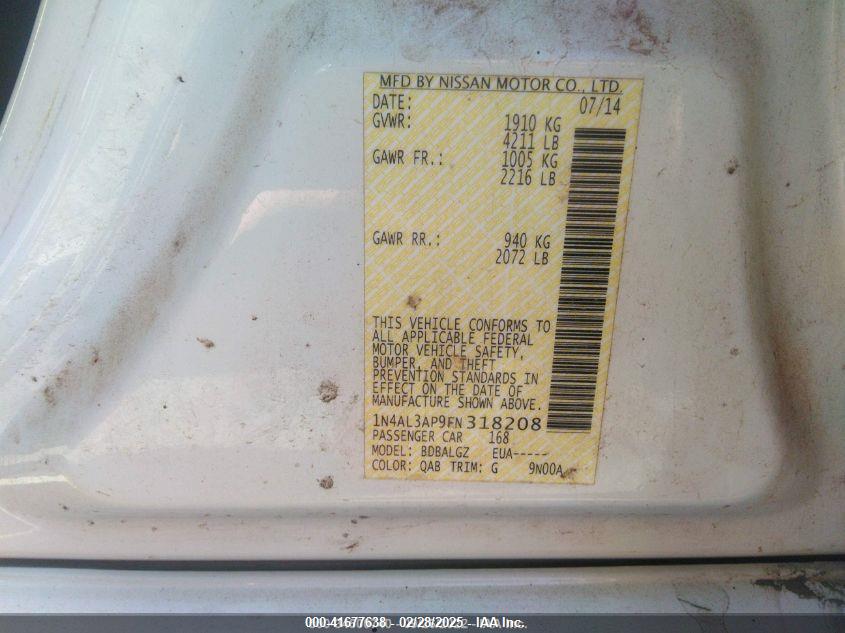 MFD BY NISSAN MOTOR CO., LTD.
DATE: 07/14
GVWR: 1910 KG
4211 LB
GAWR FR.: 1005 KG
2216 LB
GAWR RR.: 940 KG
2072 LB
THIS VEHICLE CONFORMS TO
ALL APPLICABLE FEDERAL
MOTOR VEHICLE SAFETY,
BUMPER, AND THEFT
PREVENTION STANDARDS IN
EFFECT ON THE DATE OF
MANUFACTURE SHOWN ABOVE.
1N4AL3AP9FN318208
PASSENGER CAR 168
MODEL: BDBALGZ EUA-----
COLOR: QAB TRIM: G 9N00A
000-41677638 - 02/28/2025 - IAA Inc.